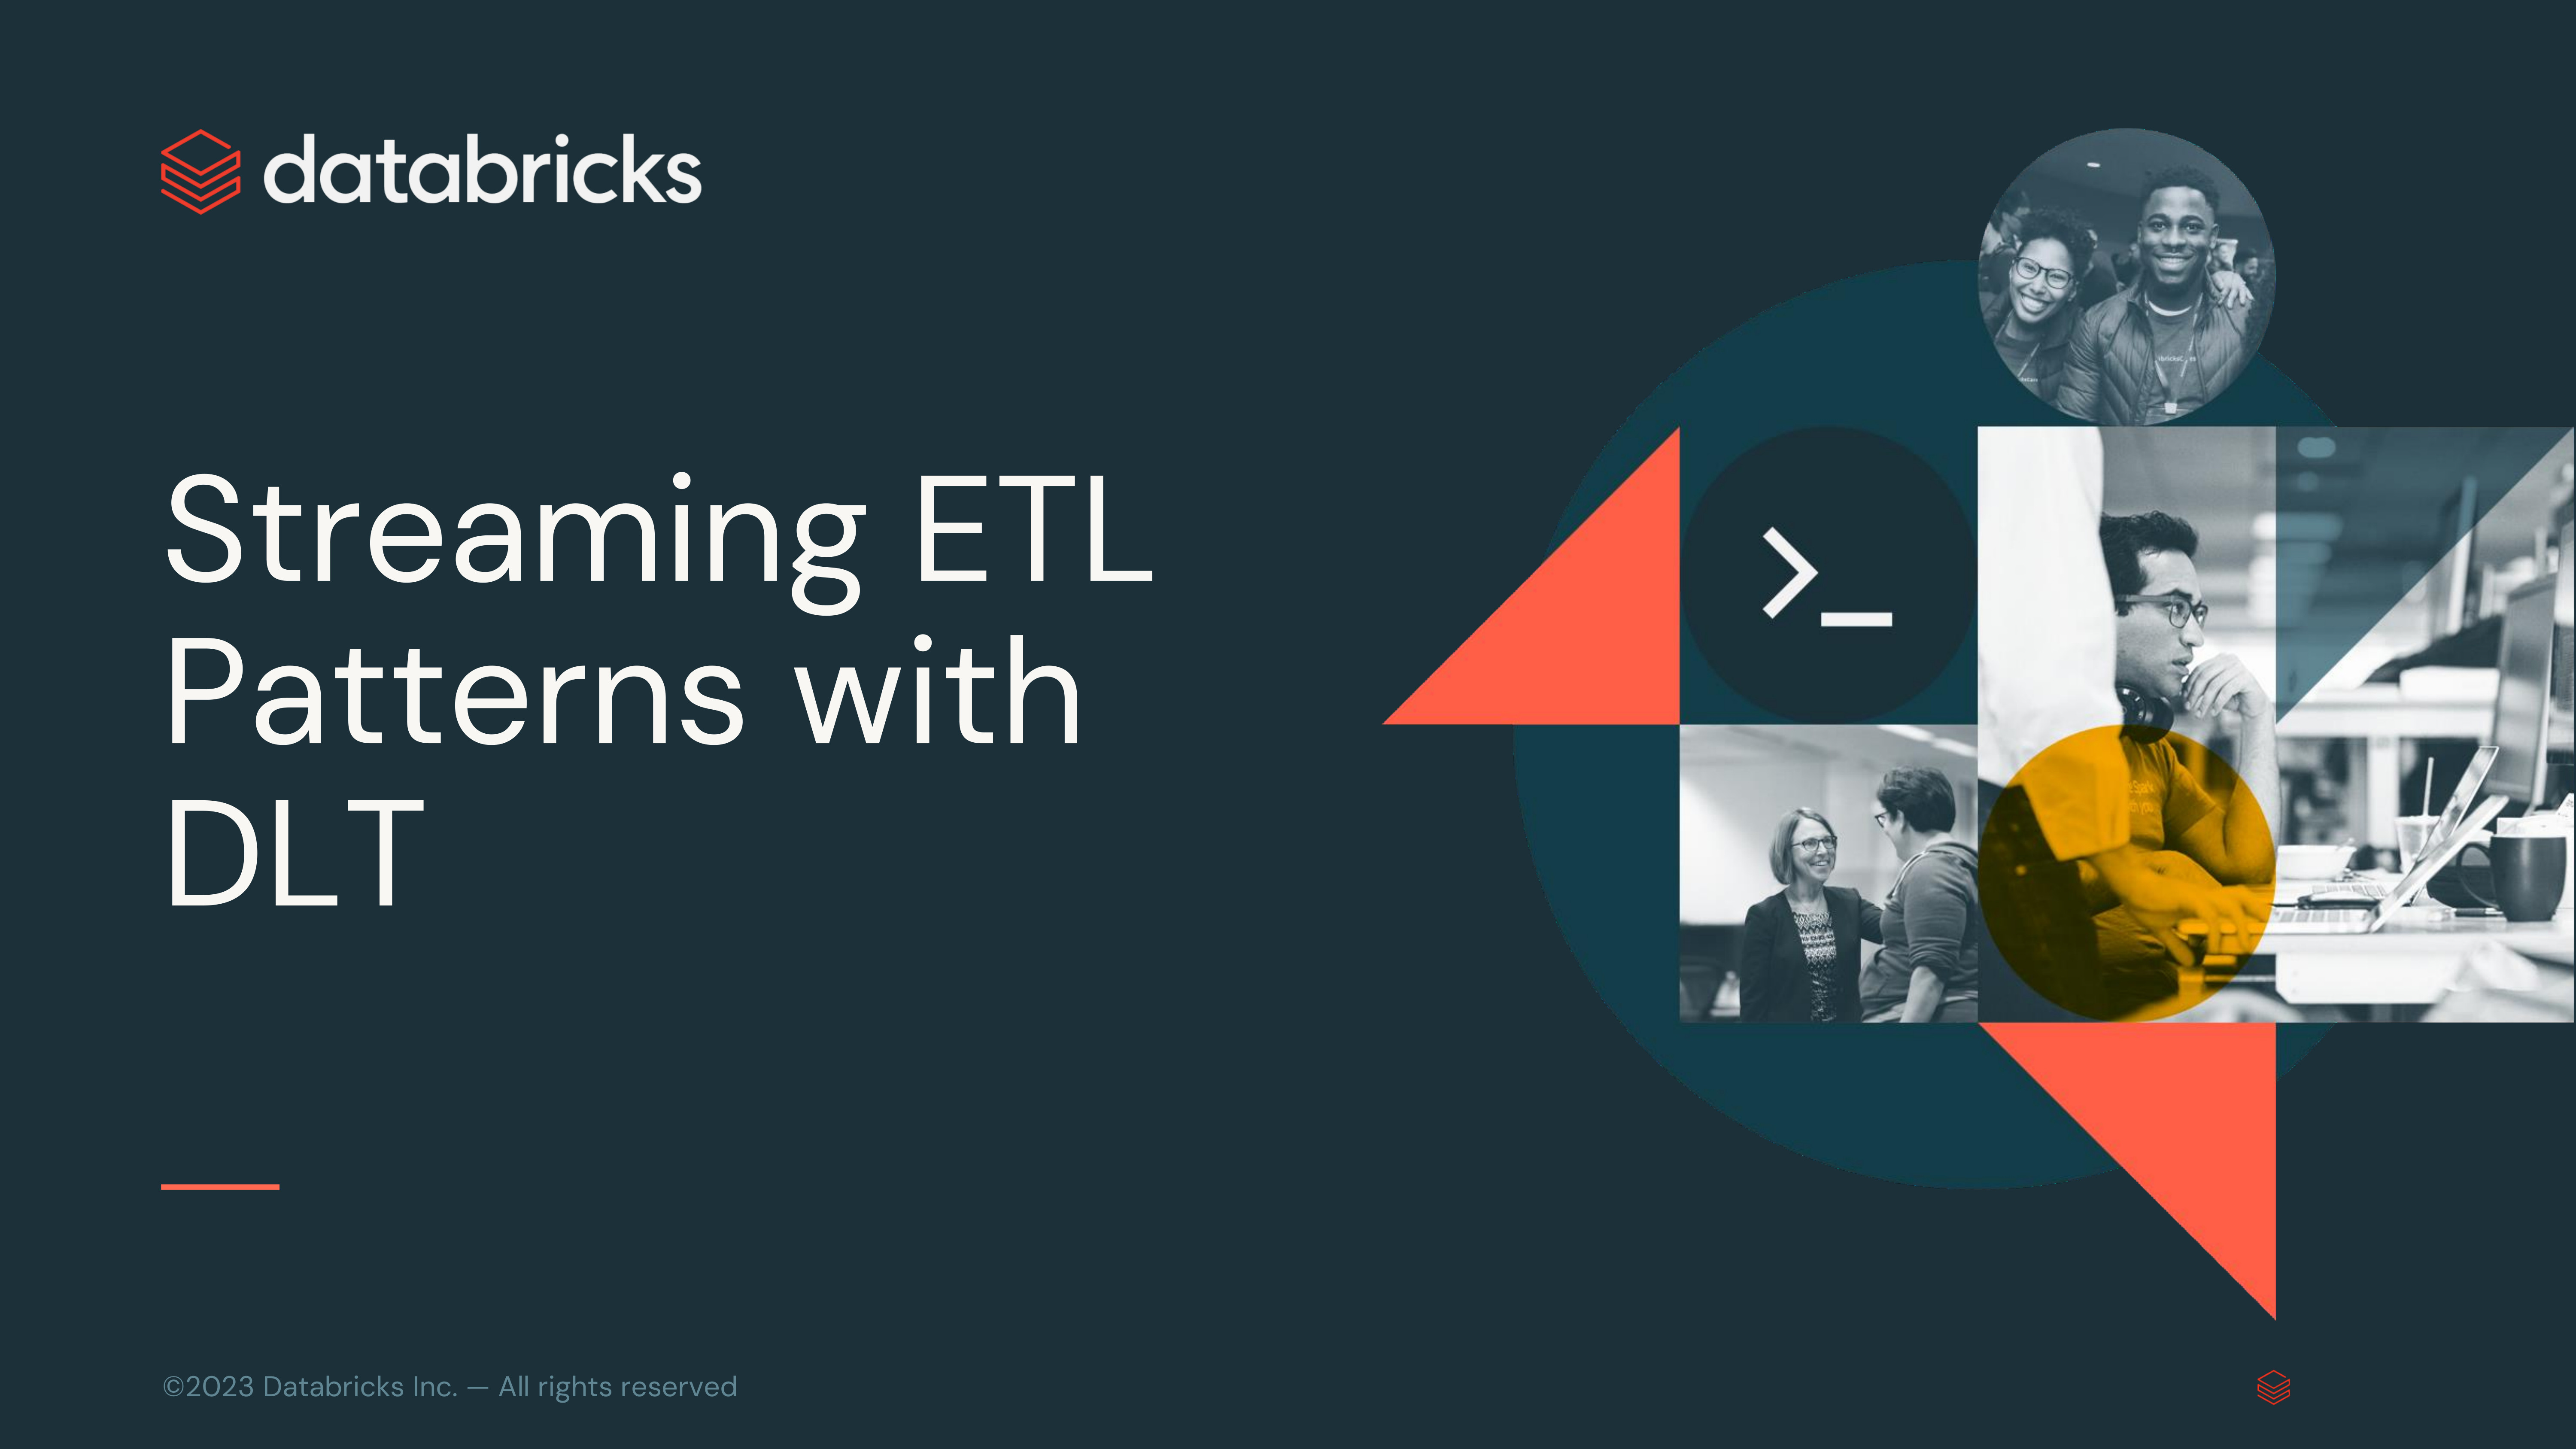 databricks
Streaming ETL
Patterns with
DLT
>_
©2023 Databricks Inc. — All rights reserved